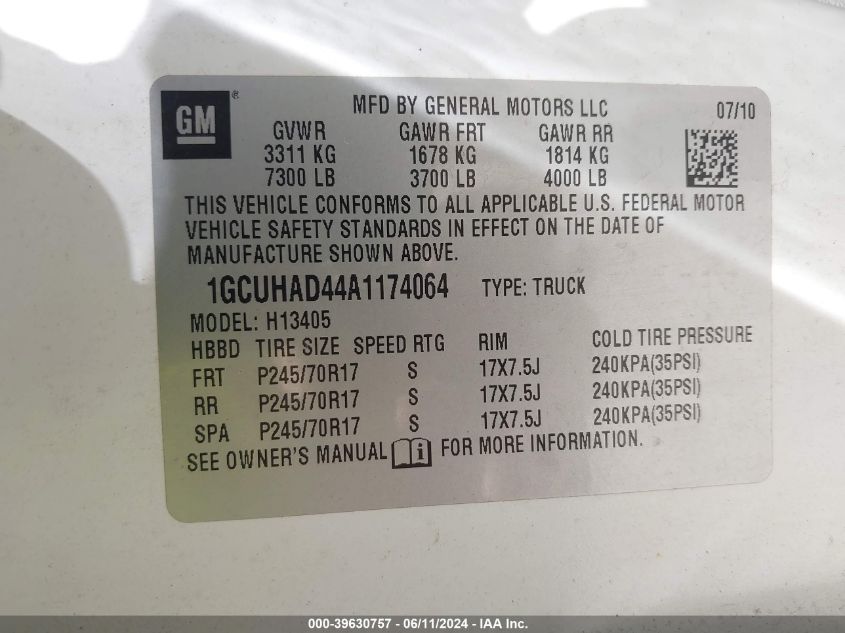 GM ®
MFD BY GENERAL MOTORS LLC 07/10
GVWR GAWR FRT GAWR RR
3311 KG 1678 KG 1814 KG
7300 LB 3700 LB 4000 LB
THIS VEHICLE CONFORMS TO ALL APPLICABLE U.S. FEDERAL MOTOR
VEHICLE SAFETY STANDARDS IN EFFECT ON THE DATE OF
MANUFACTURE SHOWN ABOVE.
1GCUHAD44A1174064 TYPE: TRUCK
MODEL: H13405
HBBD TIRE SIZE SPEED RTG RIM COLD TIRE PRESSURE
FRT P245/70R17 S 17X7.5J 240KPA(35PSI)
RR P245/70R17 S 17X7.5J 240KPA(35PSI)
SPA P245/70R17 S 17X7.5J 240KPA(35PSI)
SEE OWNER'S MANUAL FOR MORE INFORMATION.
000-39630757 - 06/11/2024 - IAA Inc.